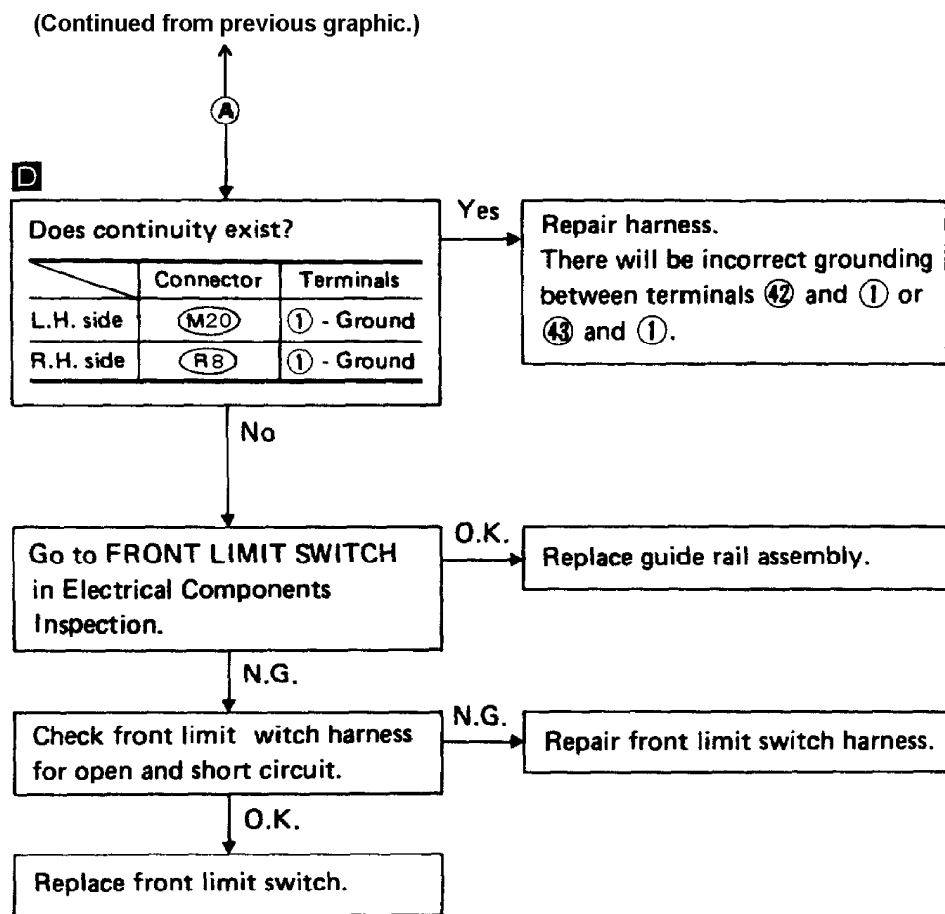 (Continued from previous graphic.)
A
D
Does continuity exist?
Connector Terminals
L.H. side M20 ① - Ground
R.H. side R8 ① - Ground
Yes
Repair harness.
There will be incorrect grounding
between terminals ㊷ and ① or
㊸ and ①.
No
Go to FRONT LIMIT SWITCH
in Electrical Components
Inspection.
O.K.
Replace guide rail assembly.
N.G.
Check front limit witch harness
for open and short circuit.
N.G.
Repair front limit switch harness.
O.K.
Replace front limit switch.